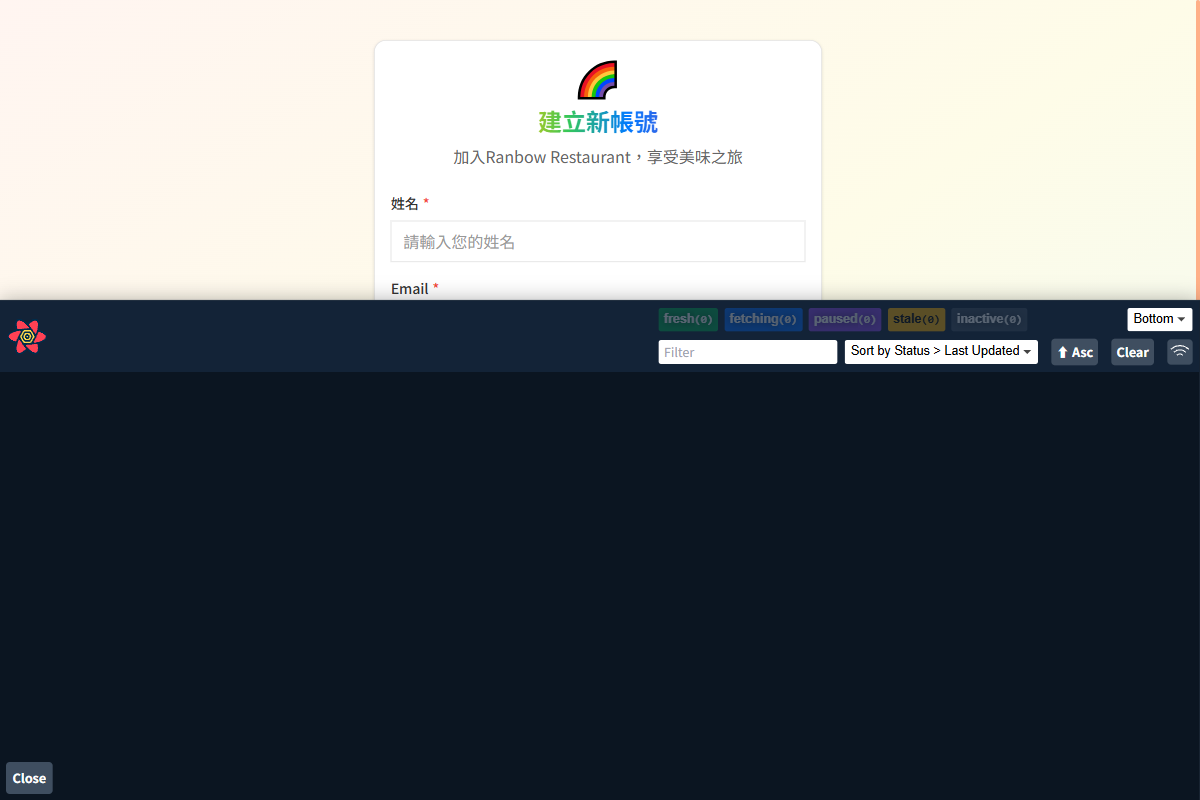 建立新帳號
加入Ranbow Restaurant，享受美味之旅
姓名 *
請輸入您的姓名
Email *
fresh(0) fetching(0) paused(0) stale(0) inactive(0) Bottom
Filter Sort by Status > Last Updated ⬆ Asc Clear
Close